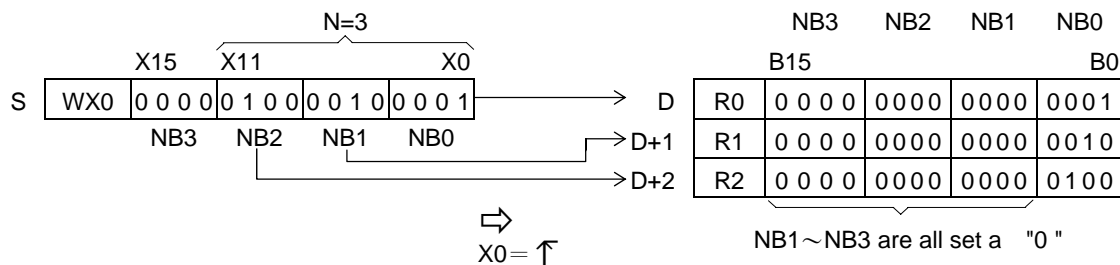 N=3 NB3 NB2 NB1 NB0
X15 X11 X0 B15 B0
S WX0 0 0 0 0 0 1 0 0 0 0 1 0 0 0 0 1 D R0 0 0 0 0 0000 0000 0001
NB3 NB2 NB1 NB0 D+1 R1 0 0 0 0 0000 0000 0010
D+2 R2 0 0 0 0 0000 0000 0100
X0＝
NB1～NB3 are all set a "0 "